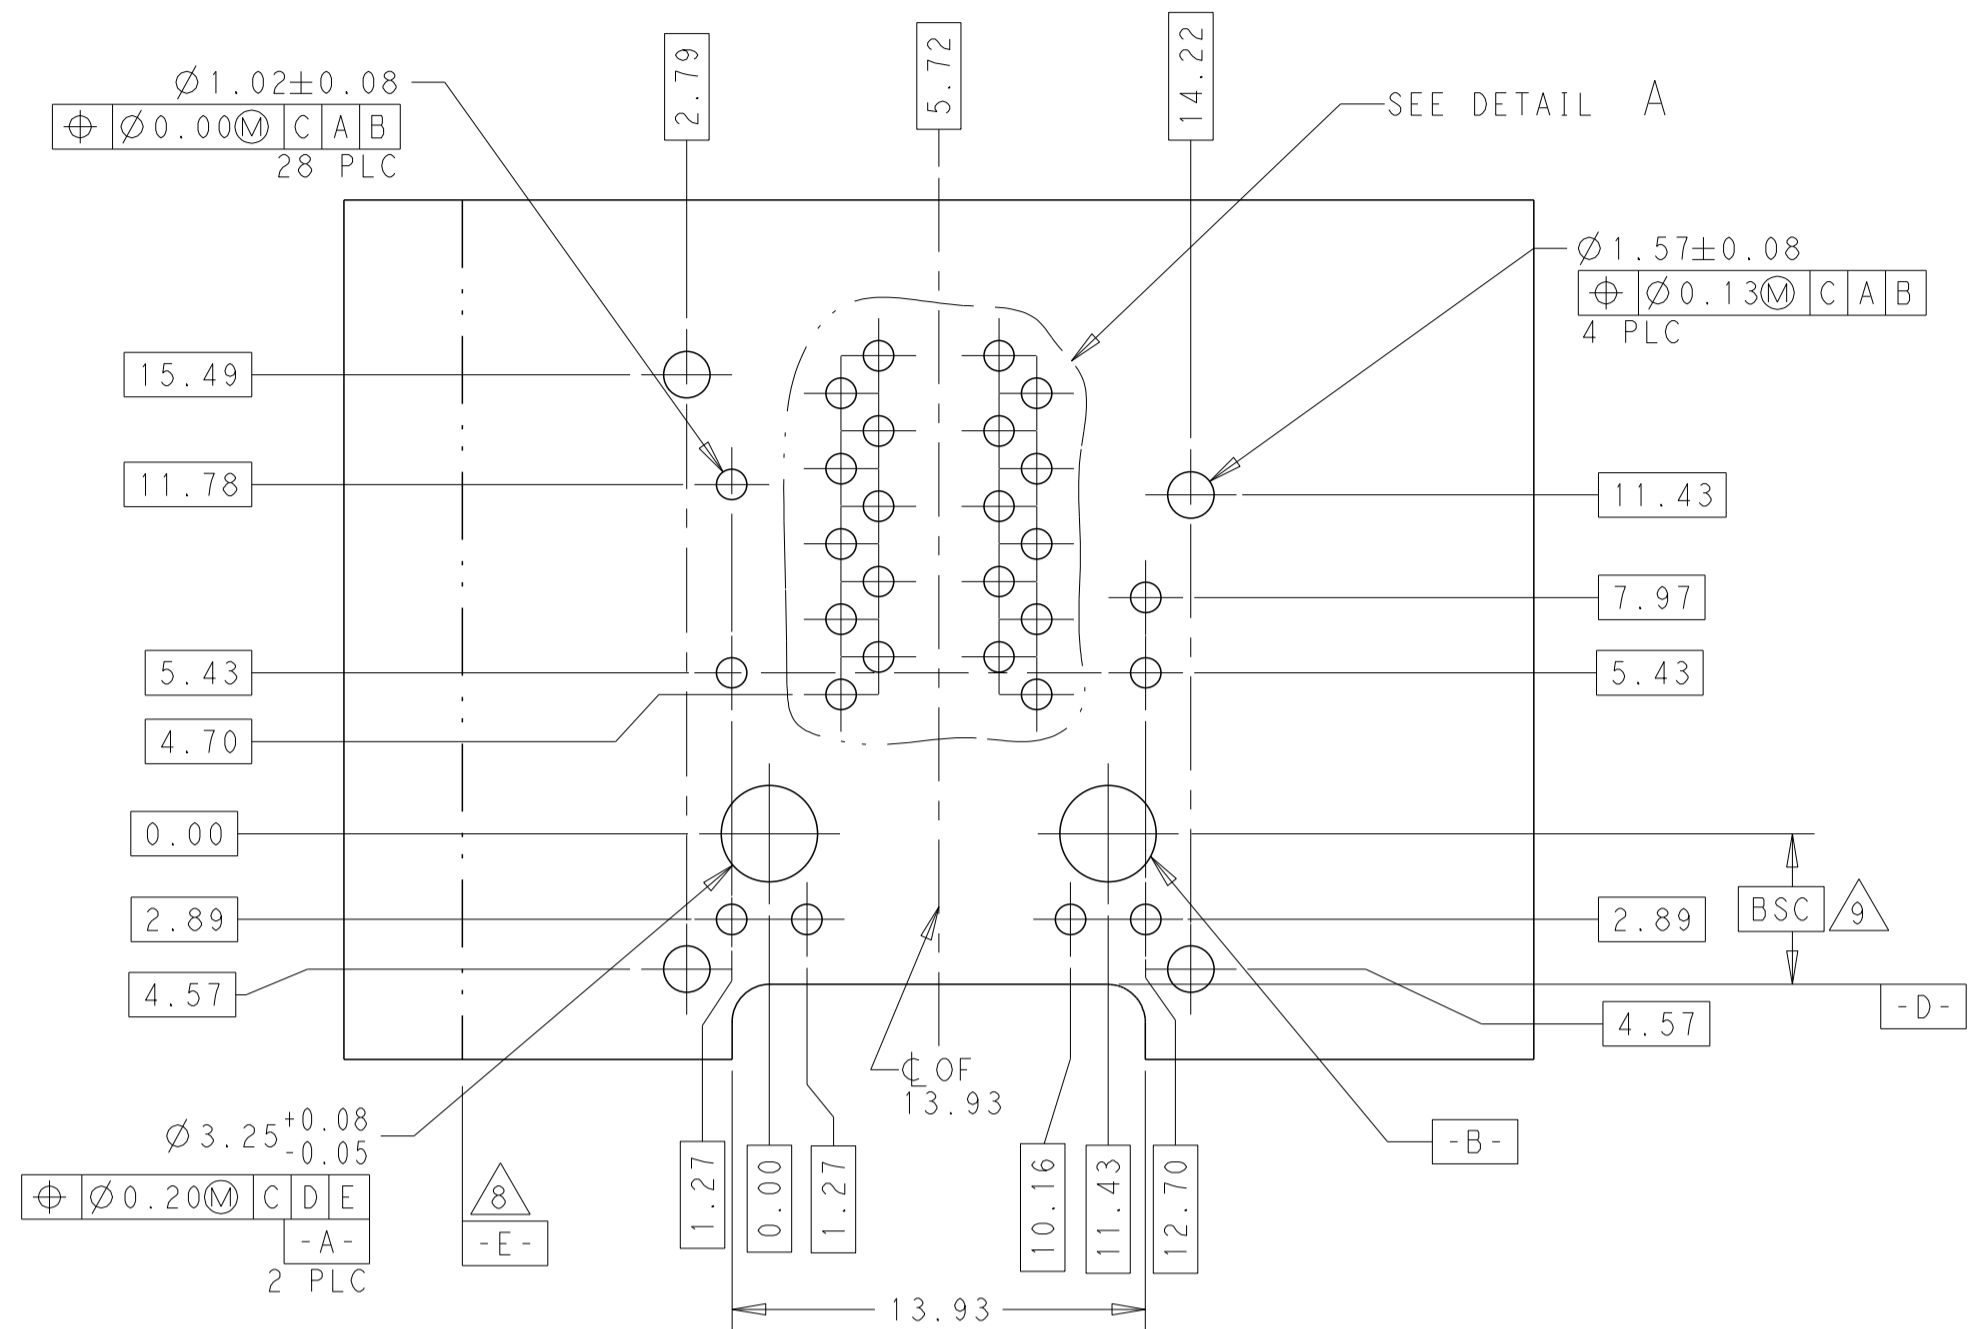 2.79
5.72
14.22
Ø1.02±0.08
⌖ Ø0.00Ⓜ C A B
28 PLC
SEE DETAIL A
Ø1.57±0.08
⌖ Ø0.13Ⓜ C A B
4 PLC
15.49
11.78
11.43
7.97
5.43
5.43
4.70
0.00
2.89
BSC 9
2.89
4.57
-D-
4.57
℄ OF
13.93
Ø3.25 +0.08
-0.05
⌖ Ø0.20Ⓜ C D E
-A-
2 PLC
8
-E-
1.27
0.00
1.27
10.16
11.43
12.70
-B-
13.93